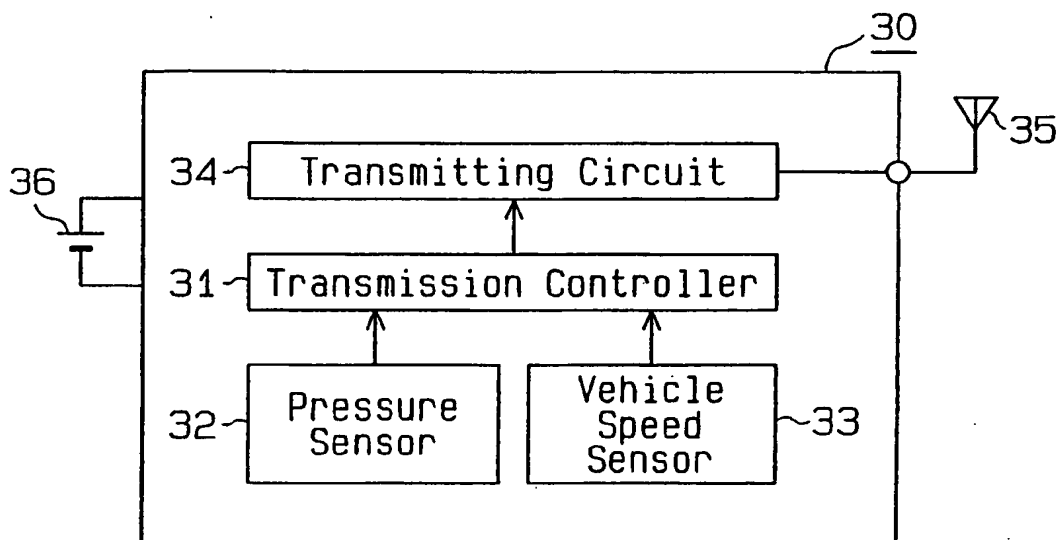 30
35
34 Transmitting Circuit
36
31 Transmission Controller
32 Pressure
Sensor
Vehicle
Speed
Sensor
33